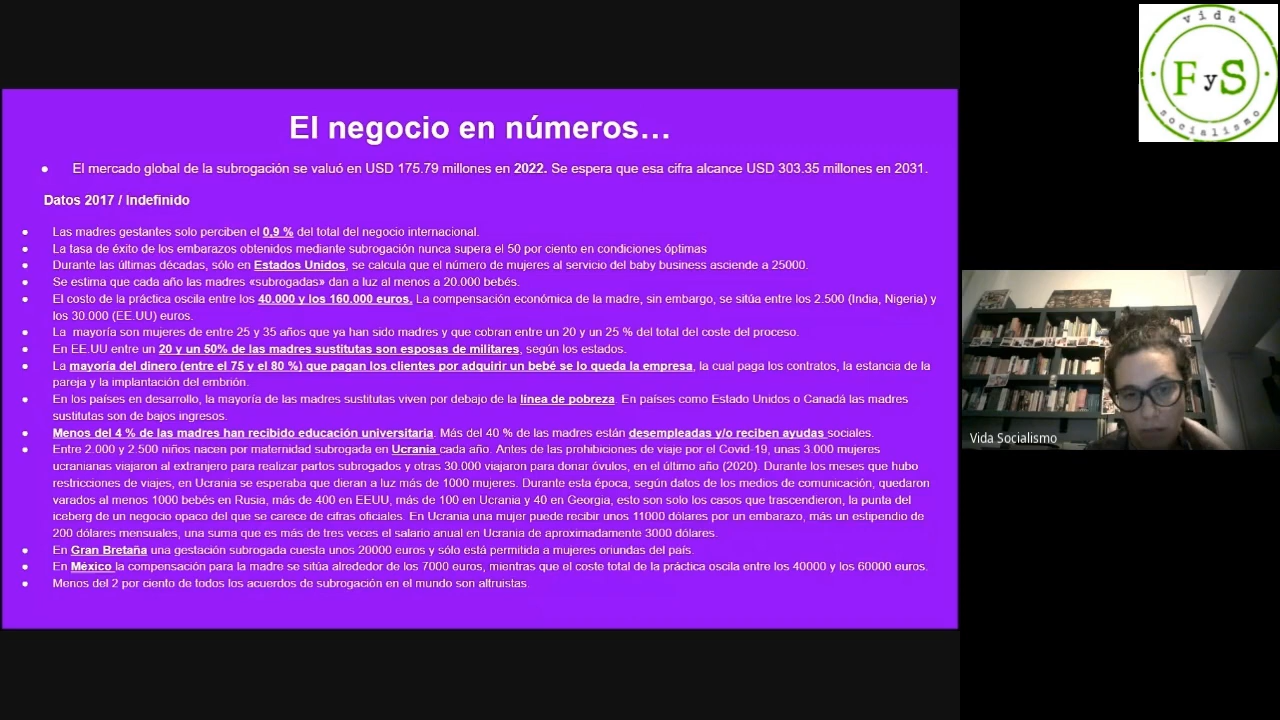 El negocio en números…
El mercado global de la subrogación se valuó en USD 175.79 millones en 2022. Se espera que esa cifra alcance USD 303.35 millones en 2031.
Datos 2017 / Indefinido
Las madres gestantes solo perciben el 0,9 % del total del negocio internacional.
La tasa de éxito de los embarazos obtenidos mediante subrogación nunca supera el 50 por ciento en condiciones óptimas
Durante las últimas décadas, sólo en Estados Unidos, se calcula que el número de mujeres al servicio del baby business asciende a 25000.
Se estima que cada año las madres «subrogadas» dan a luz al menos a 20.000 bebés.
El costo de la práctica oscila entre los 40.000 y los 160.000 euros. La compensación económica de la madre, sin embargo, se sitúa entre los 2.500 (India, Nigeria) y
los 30.000 (EE.UU) euros.
La mayoría son mujeres de entre 25 y 35 años que ya han sido madres y que cobran entre un 20 y un 25 % del total del coste del proceso.
En EE.UU entre un 20 y un 50% de las madres sustitutas son esposas de militares, según los estados.
La mayoría del dinero (entre el 75 y el 80 %) que pagan los clientes por adquirir un bebé se lo queda la empresa, la cual paga los contratos, la estancia de la
pareja y la implantación del embrión.
En los países en desarrollo, la mayoría de las madres sustitutas viven por debajo de la línea de pobreza. En países como Estado Unidos o Canadá las madres
sustitutas son de bajos ingresos.
Menos del 4 % de las madres han recibido educación universitaria. Más del 40 % de las madres están desempleadas y/o reciben ayudas sociales.
Entre 2.000 y 2.500 niños nacen por maternidad subrogada en Ucrania cada año. Antes de las prohibiciones de viaje por el Covid-19, unas 3.000 mujeres
ucranianas viajaron al extranjero para realizar partos subrogados y otras 30.000 viajaron para donar óvulos, en el último año (2020). Durante los meses que hubo
restricciones de viajes, en Ucrania se esperaba que dieran a luz más de 1000 mujeres. Durante esta época, según datos de los medios de comunicación, quedaron
varados al menos 1000 bebés en Rusia, más de 400 en EEUU, más de 100 en Ucrania y 40 en Georgia, esto son solo los casos que trascendieron, la punta del
iceberg de un negocio opaco del que se carece de cifras oficiales. En Ucrania una mujer puede recibir unos 11000 dólares por un embarazo, más un estipendio de
200 dólares mensuales, una suma que es más de tres veces el salario anual en Ucrania de aproximadamente 3000 dólares.
En Gran Bretaña una gestación subrogada cuesta unos 20000 euros y sólo está permitida a mujeres oriundas del país.
En México la compensación para la madre se sitúa alrededor de los 7000 euros, mientras que el coste total de la práctica oscila entre los 40000 y los 60000 euros.
Menos del 2 por ciento de todos los acuerdos de subrogación en el mundo son altruistas.
vida
FyS
socialismo
Vida Socialismo